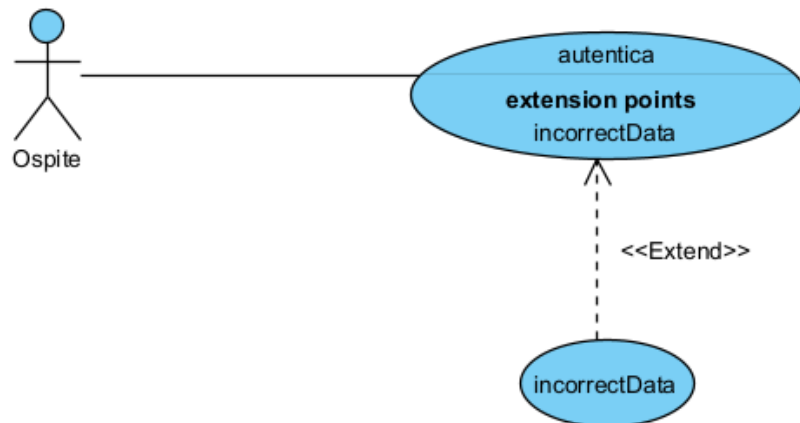 autentica
extension points
incorrectData
Ospite
<<Extend>>
incorrectData